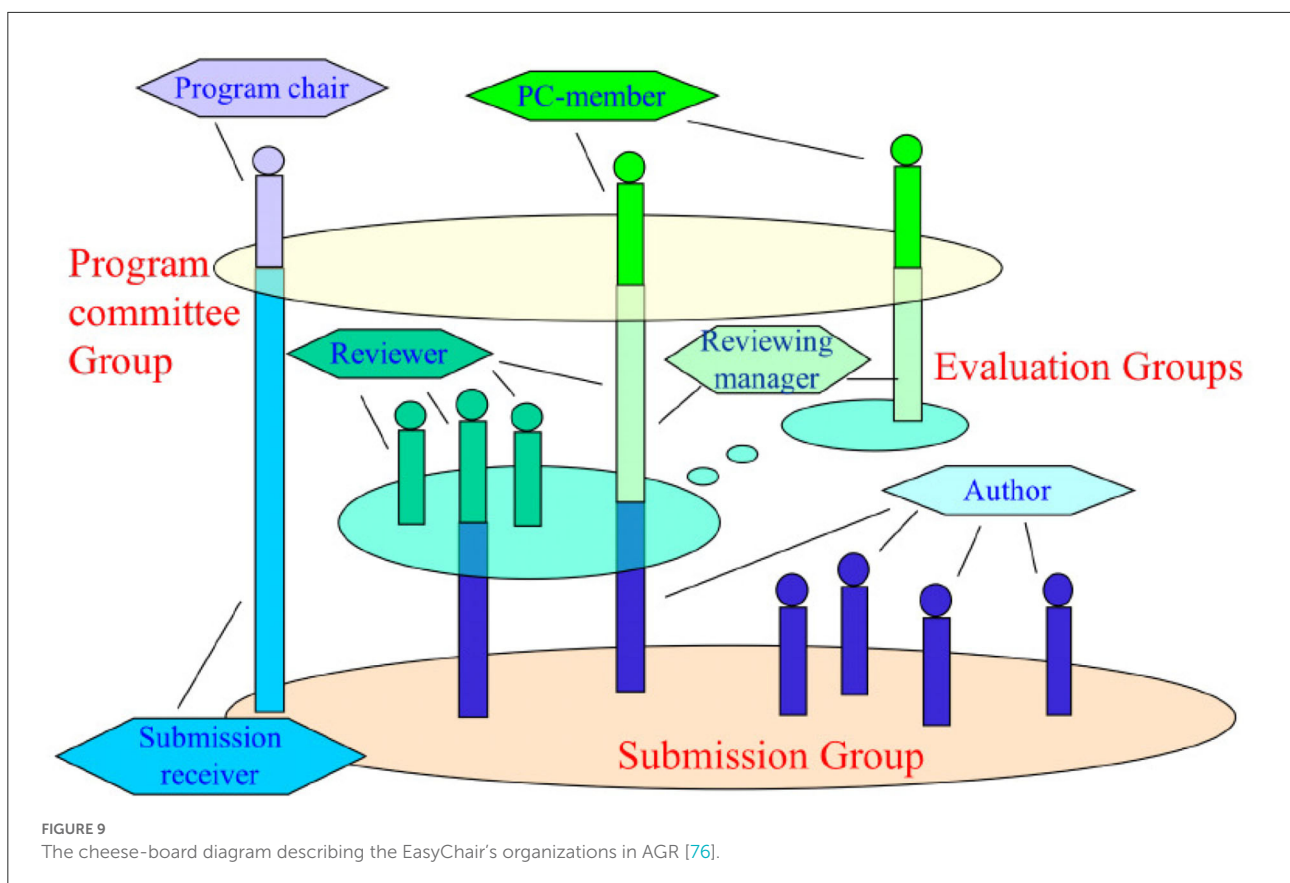 Program chair
PC-member
Program
committee
Group
Reviewer
Reviewing
manager
Evaluation Groups
Author
Submission
receiver
Submission Group
FIGURE 9
The cheese-board diagram describing the EasyChair's organizations in AGR [76].